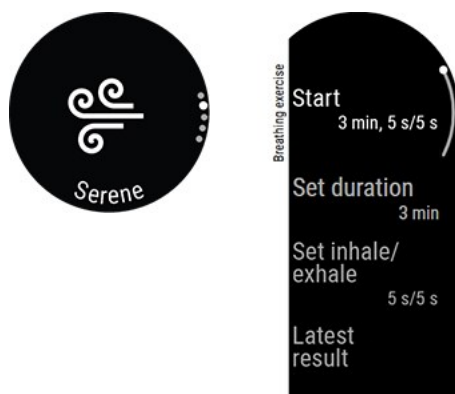 Serene
Breathing exercise
Start
3 min, 5 s/5 s
Set duration
3 min
Set inhale/
exhale
5 s/5 s
Latest
result